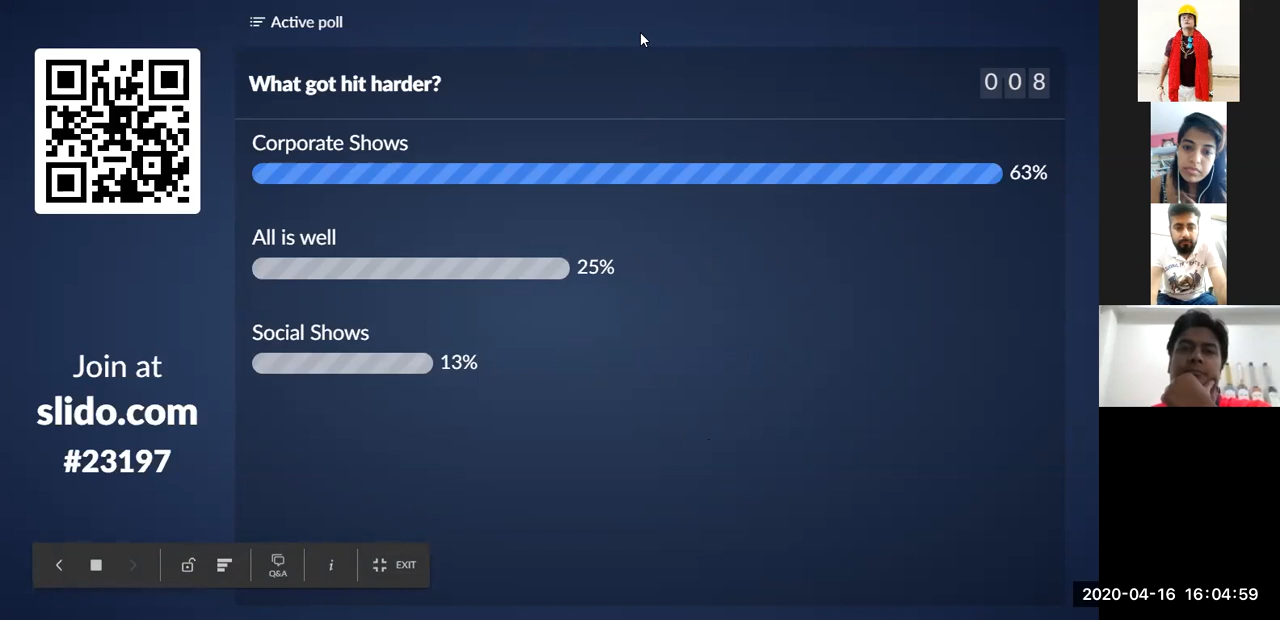 Active poll
What got hit harder?
0 0 8
Corporate Shows
63%
All is well
25%
Social Shows
13%
Join at
slido.com
#23197
Q&A
i
EXIT
2020-04-16 16:04:59